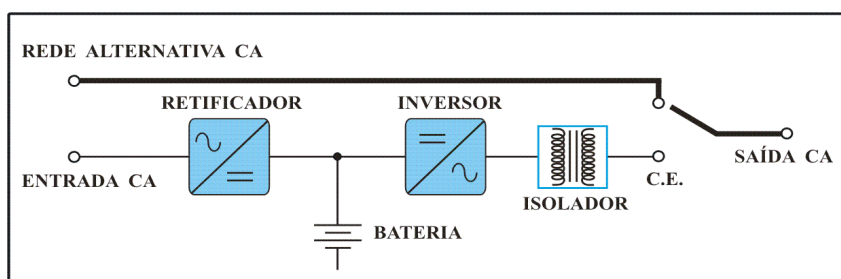 REDE ALTERNATIVA CA
RETIFICADOR
INVERSOR
ENTRADA CA
BATERIA
ISOLADOR
C.E.
SAÍDA CA